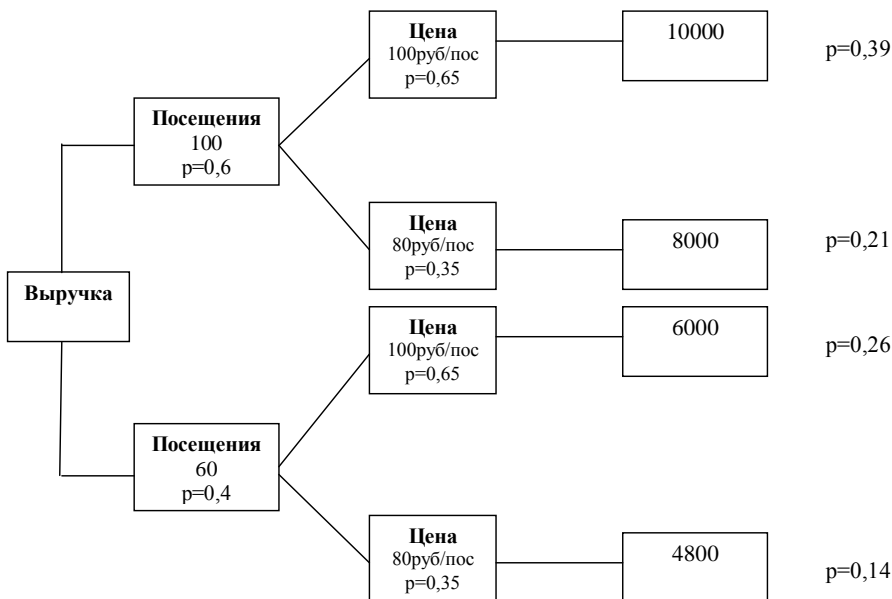 Цена
100руб/пос
p=0,65
10000
p=0,39
Посещения
100
p=0,6
Цена
80руб/пос
p=0,35
8000
p=0,21
Выручка
Цена
100руб/пос
p=0,65
6000
p=0,26
Посещения
60
p=0,4
Цена
80руб/пос
p=0,35
4800
p=0,14